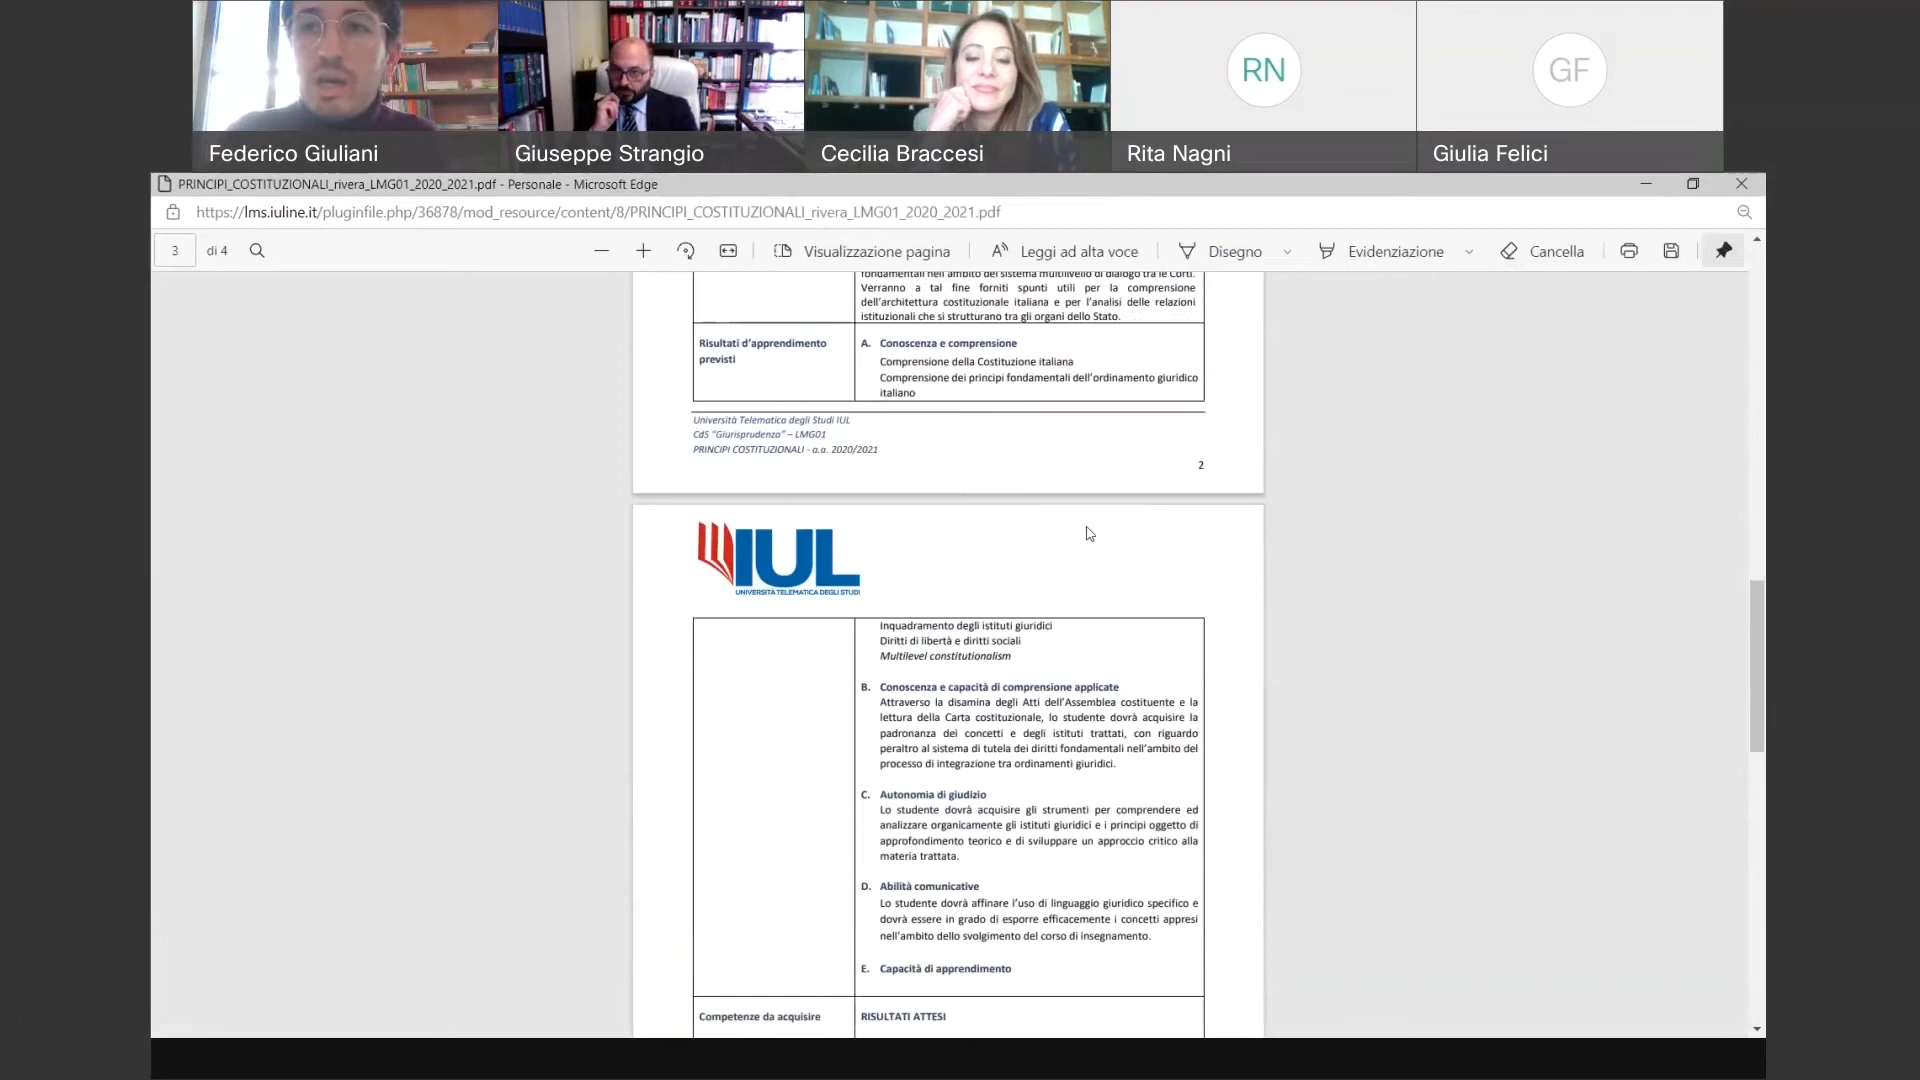 Federico Giuliani
Giuseppe Strangio
Cecilia Braccesi
RN
Rita Nagni
GF
Giulia Felici
PRINCIPI_COSTITUZIONALI_rivera_LMG01_2020_2021.pdf - Personale - Microsoft Edge
https://lms.iuline.it/pluginfile.php/36878/mod_resource/content/8/PRINCIPI_COSTITUZIONALI_rivera_LMG01_2020_2021.pdf
3 di 4
Visualizzazione pagina
Leggi ad alta voce
Disegno
Evidenziazione
Cancella
fondamentali nell'ambito del sistema multilivello di dialogo tra le Corti.
Verranno a tal fine forniti spunti utili per la comprensione
dell'architettura costituzionale italiana e per l'analisi delle relazioni
istituzionali che si strutturano tra gli organi dello Stato.
Risultati d'apprendimento
previsti
A. Conoscenza e comprensione
Comprensione della Costituzione italiana
Comprensione dei principi fondamentali dell'ordinamento giuridico
italiano
Università Telematica degli Studi IUL
CdS "Giurisprudenza" – LMG01
PRINCIPI COSTITUZIONALI - a.a. 2020/2021
2
IUL
UNIVERSITÀ TELEMATICA DEGLI STUDI
Inquadramento degli istituti giuridici
Diritti di libertà e diritti sociali
Multilevel constitutionalism
B. Conoscenza e capacità di comprensione applicate
Attraverso la disamina degli Atti dell'Assemblea costituente e la
lettura della Carta costituzionale, lo studente dovrà acquisire la
padronanza dei concetti e degli istituti trattati, con riguardo
peraltro al sistema di tutela dei diritti fondamentali nell'ambito del
processo di integrazione tra ordinamenti giuridici.
C. Autonomia di giudizio
Lo studente dovrà acquisire gli strumenti per comprendere ed
analizzare organicamente gli istituti giuridici e i principi oggetto di
approfondimento teorico e di sviluppare un approccio critico alla
materia trattata.
D. Abilità comunicative
Lo studente dovrà affinare l'uso di linguaggio giuridico specifico e
dovrà essere in grado di esporre efficacemente i concetti appresi
nell'ambito dello svolgimento del corso di insegnamento.
E. Capacità di apprendimento
Competenze da acquisire
RISULTATI ATTESI